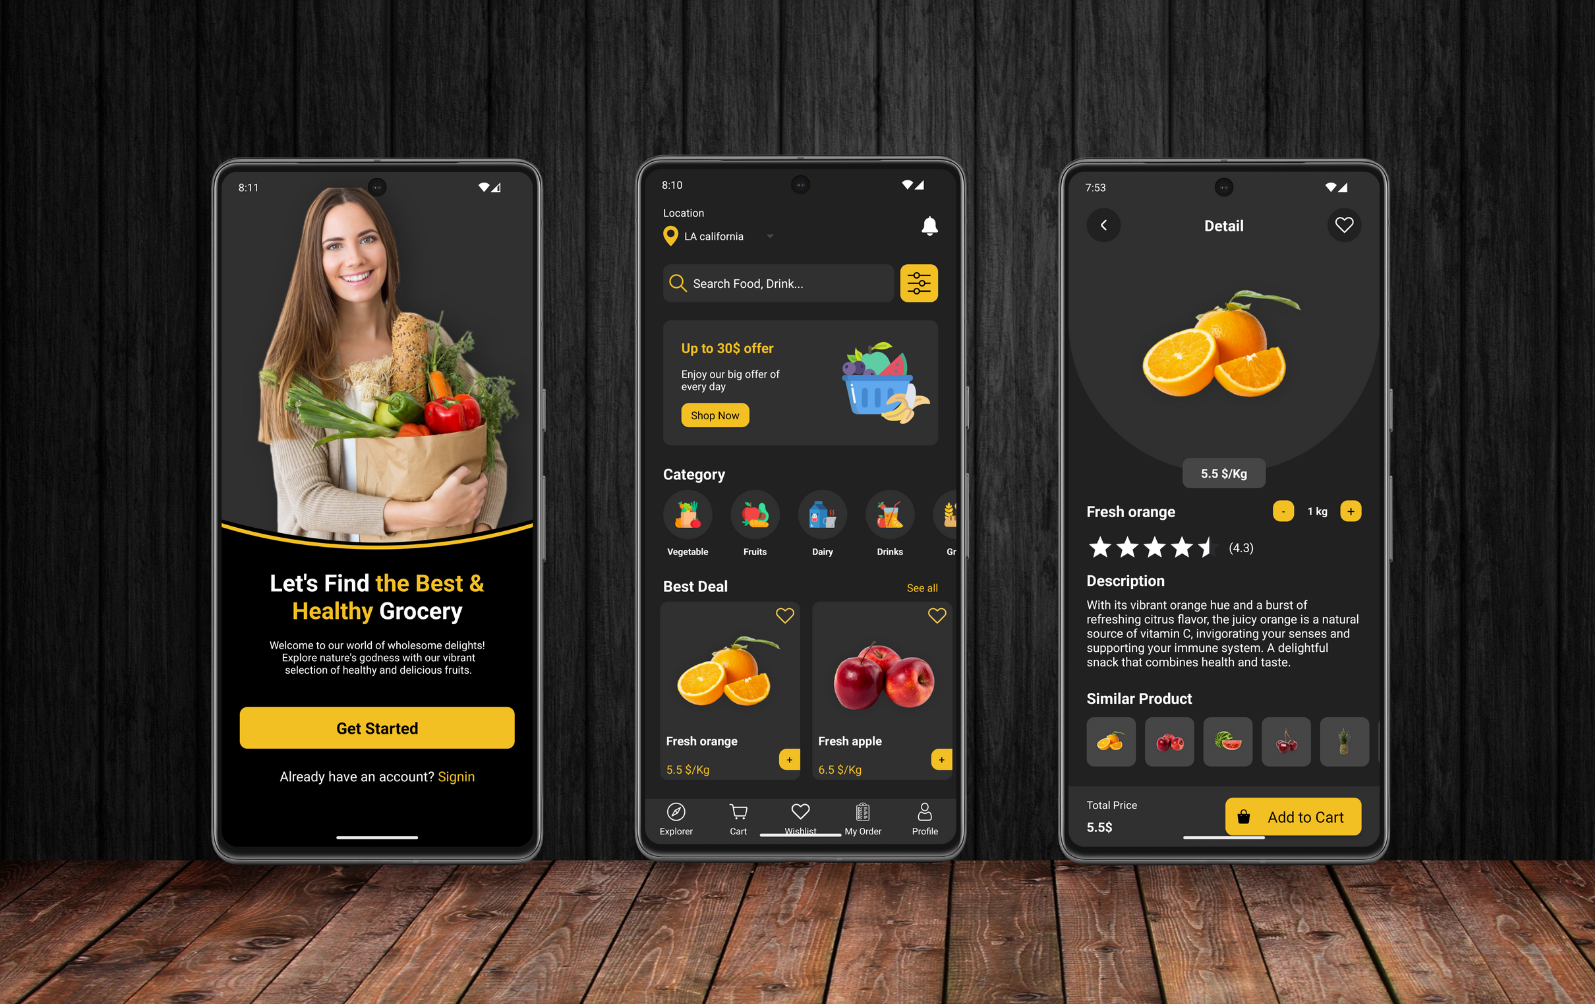 8:11
Let's Find the Best &
Healthy Grocery
Welcome to our world of wholesome delights!
Explore nature's godness with our vibrant
selection of healthy and delicious fruits.
Get Started
Already have an account? Signin
8:10
Location
LA california
Search Food, Drink...
Up to 30$ offer
Enjoy our big offer of
every day
Shop Now
Category
Vegetable Fruits Dairy Drinks Gr
Best Deal See all
Fresh orange Fresh apple
5.5 $/Kg + 6.5 $/Kg +
Explorer Cart Wishlist My Order Profile
7:53
Detail
5.5 $/Kg
Fresh orange - 1 kg +
(4.3)
Description
With its vibrant orange hue and a burst of
refreshing citrus flavor, the juicy orange is a natural
source of vitamin C, invigorating your senses and
supporting your immune system. A delightful
snack that combines health and taste.
Similar Product
Total Price
5.5$
Add to Cart